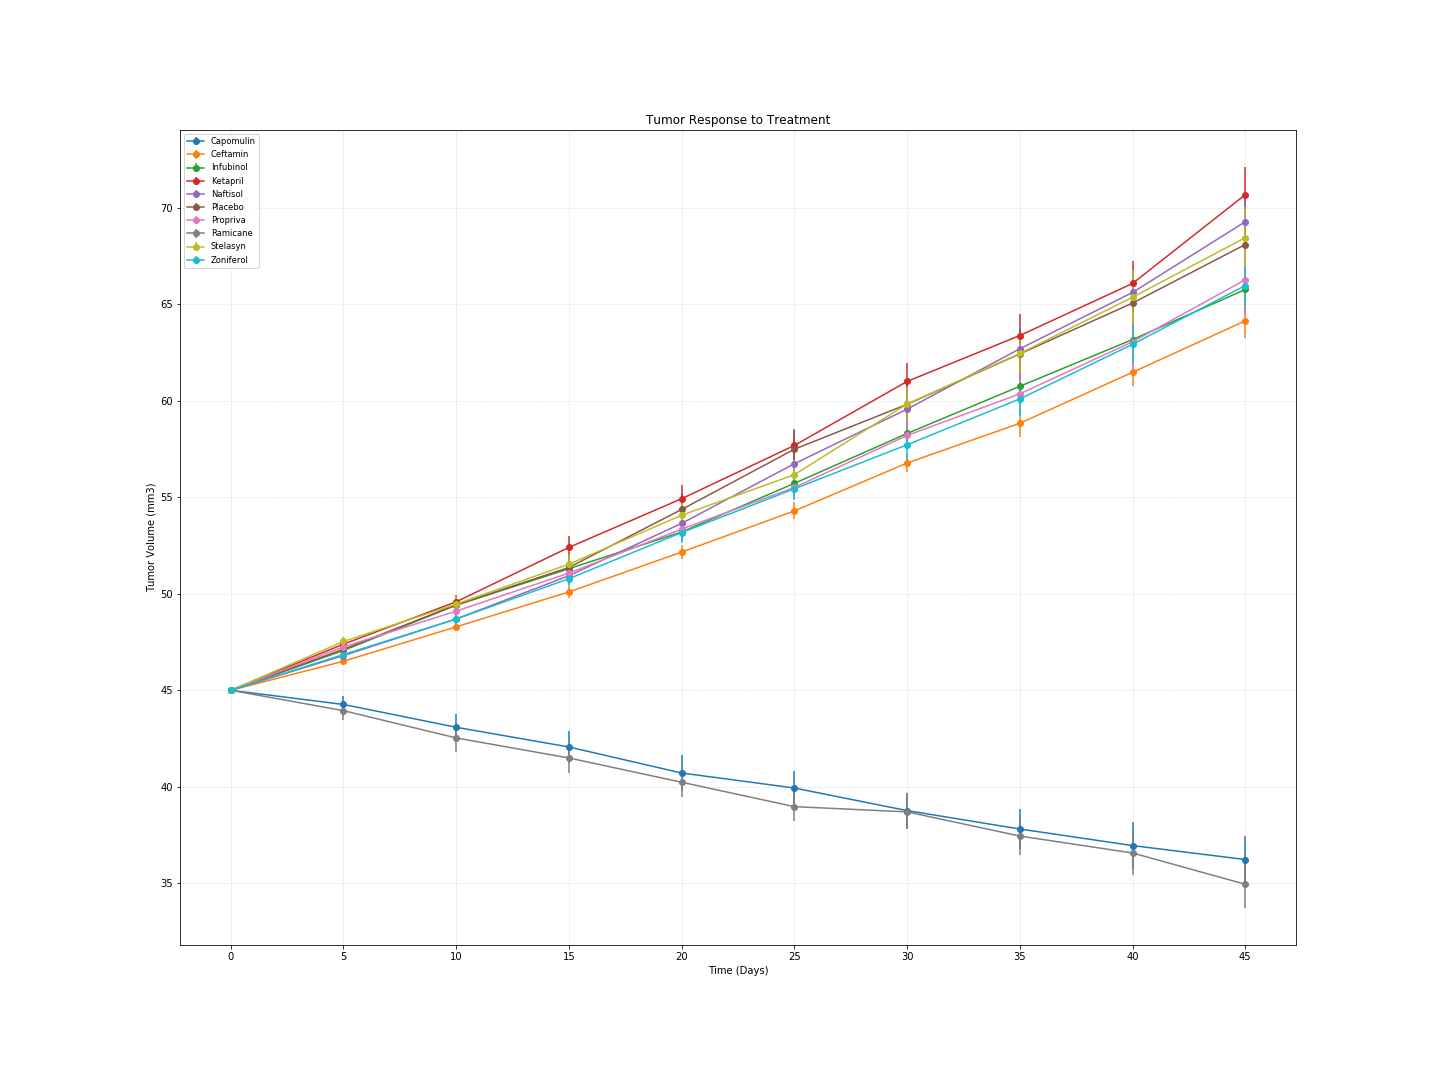 Tumor Response to Treatment
Capomulin
Ceftamin
Infubinol
Ketapril
Naftisol
Placebo
Propriva
Ramicane
Stelasyn
Zoniferol
Tumor Volume (mm3)
70
65
60
55
50
45
40
35
0 5 10 15 20 25 30 35 40 45
Time (Days)